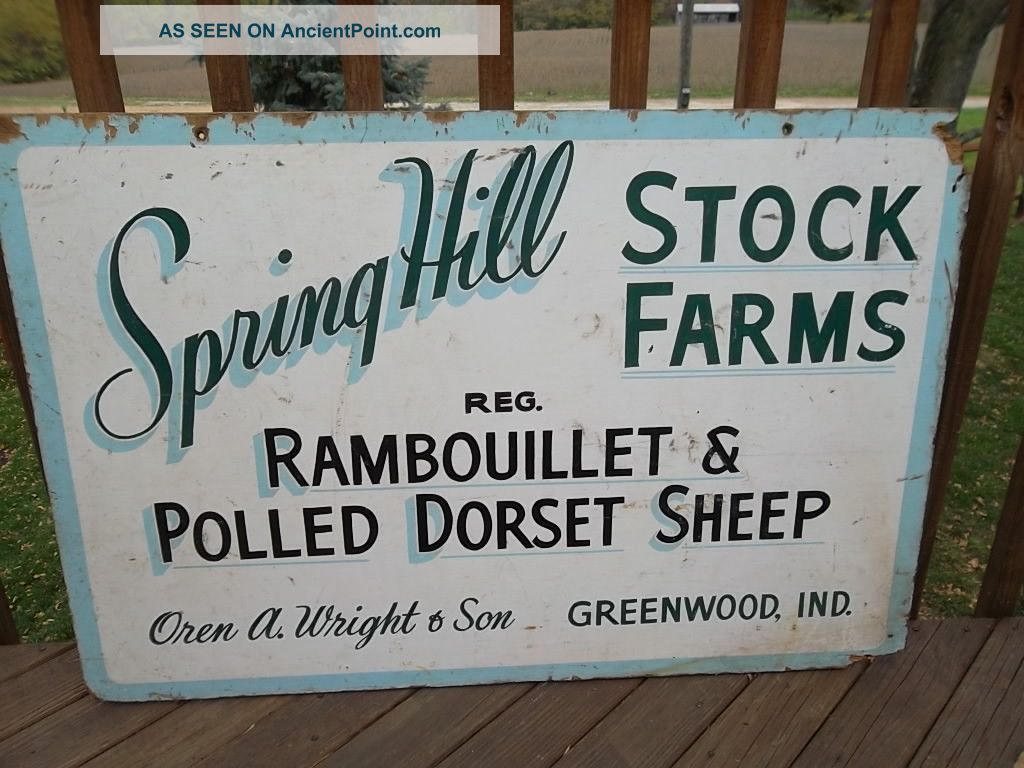 AS SEEN ON AncientPoint.com
Spring Hill STOCK
FARMS
REG.
RAMBOUILLET &
POLLED DORSET SHEEP
Oren A. Wright & Son GREENWOOD, IND.